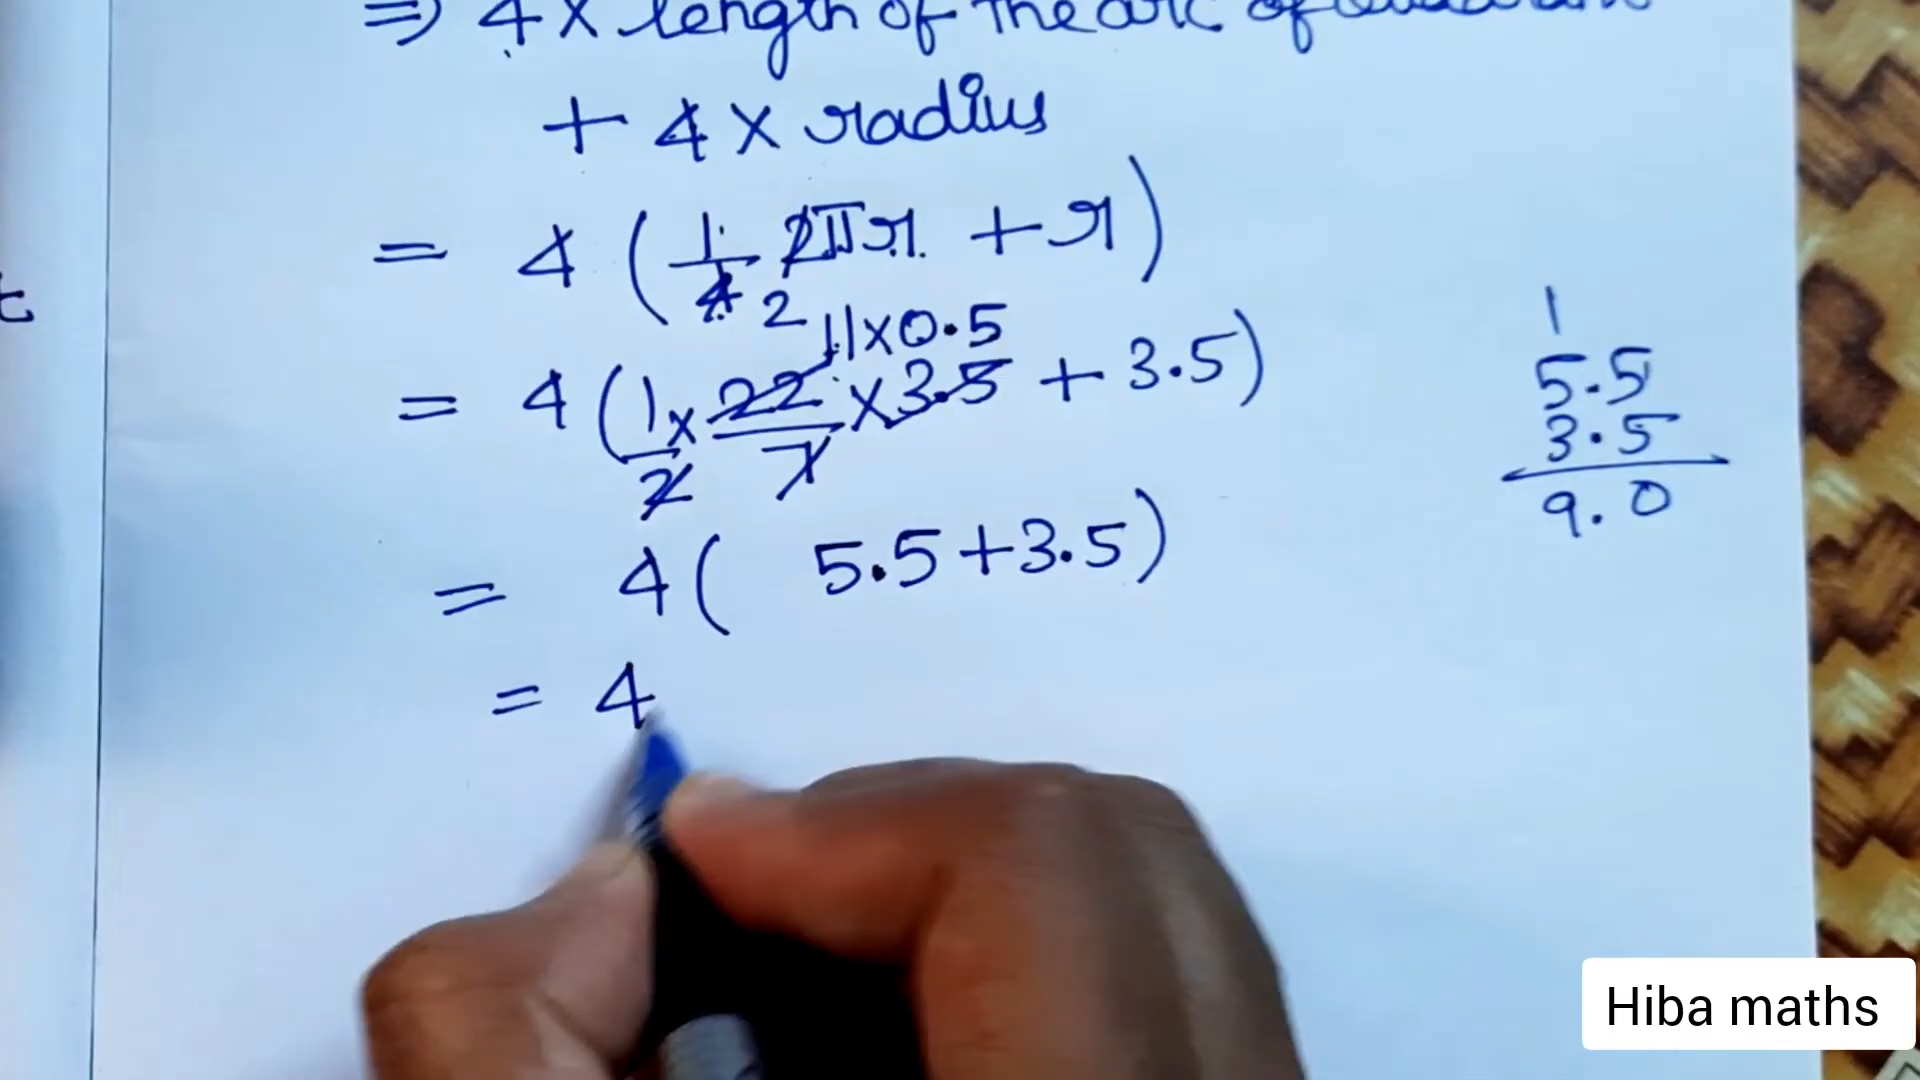 ⇒ 4 x length of the arc of
+ 4 x radius
= 4 ( 1/4 2πr + r )
2
11x0.5
= 4 ( 1/2 x 22/7 x 3.5 + 3.5 )
= 4 ( 5.5 + 3.5 )
= 4
1
5.5
3.5
9.0
Hiba maths